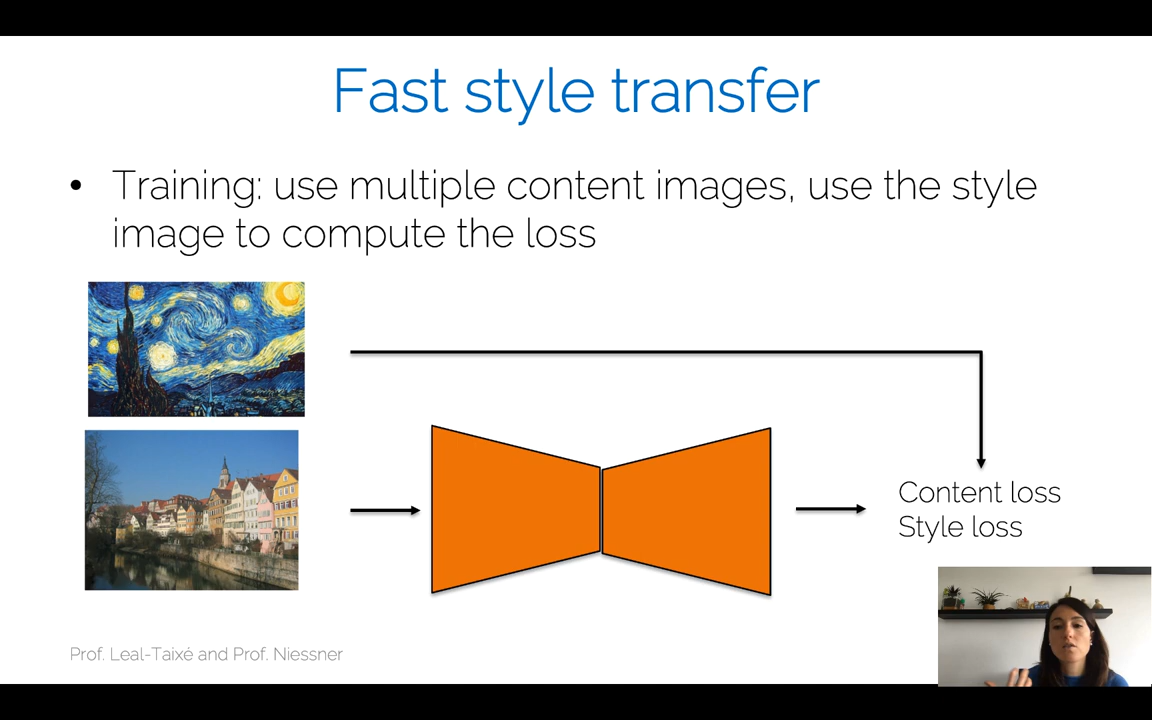 Fast style transfer
• Training: use multiple content images, use the style
image to compute the loss
Content loss
Style loss
Prof. Leal-Taixé and Prof. Niessner